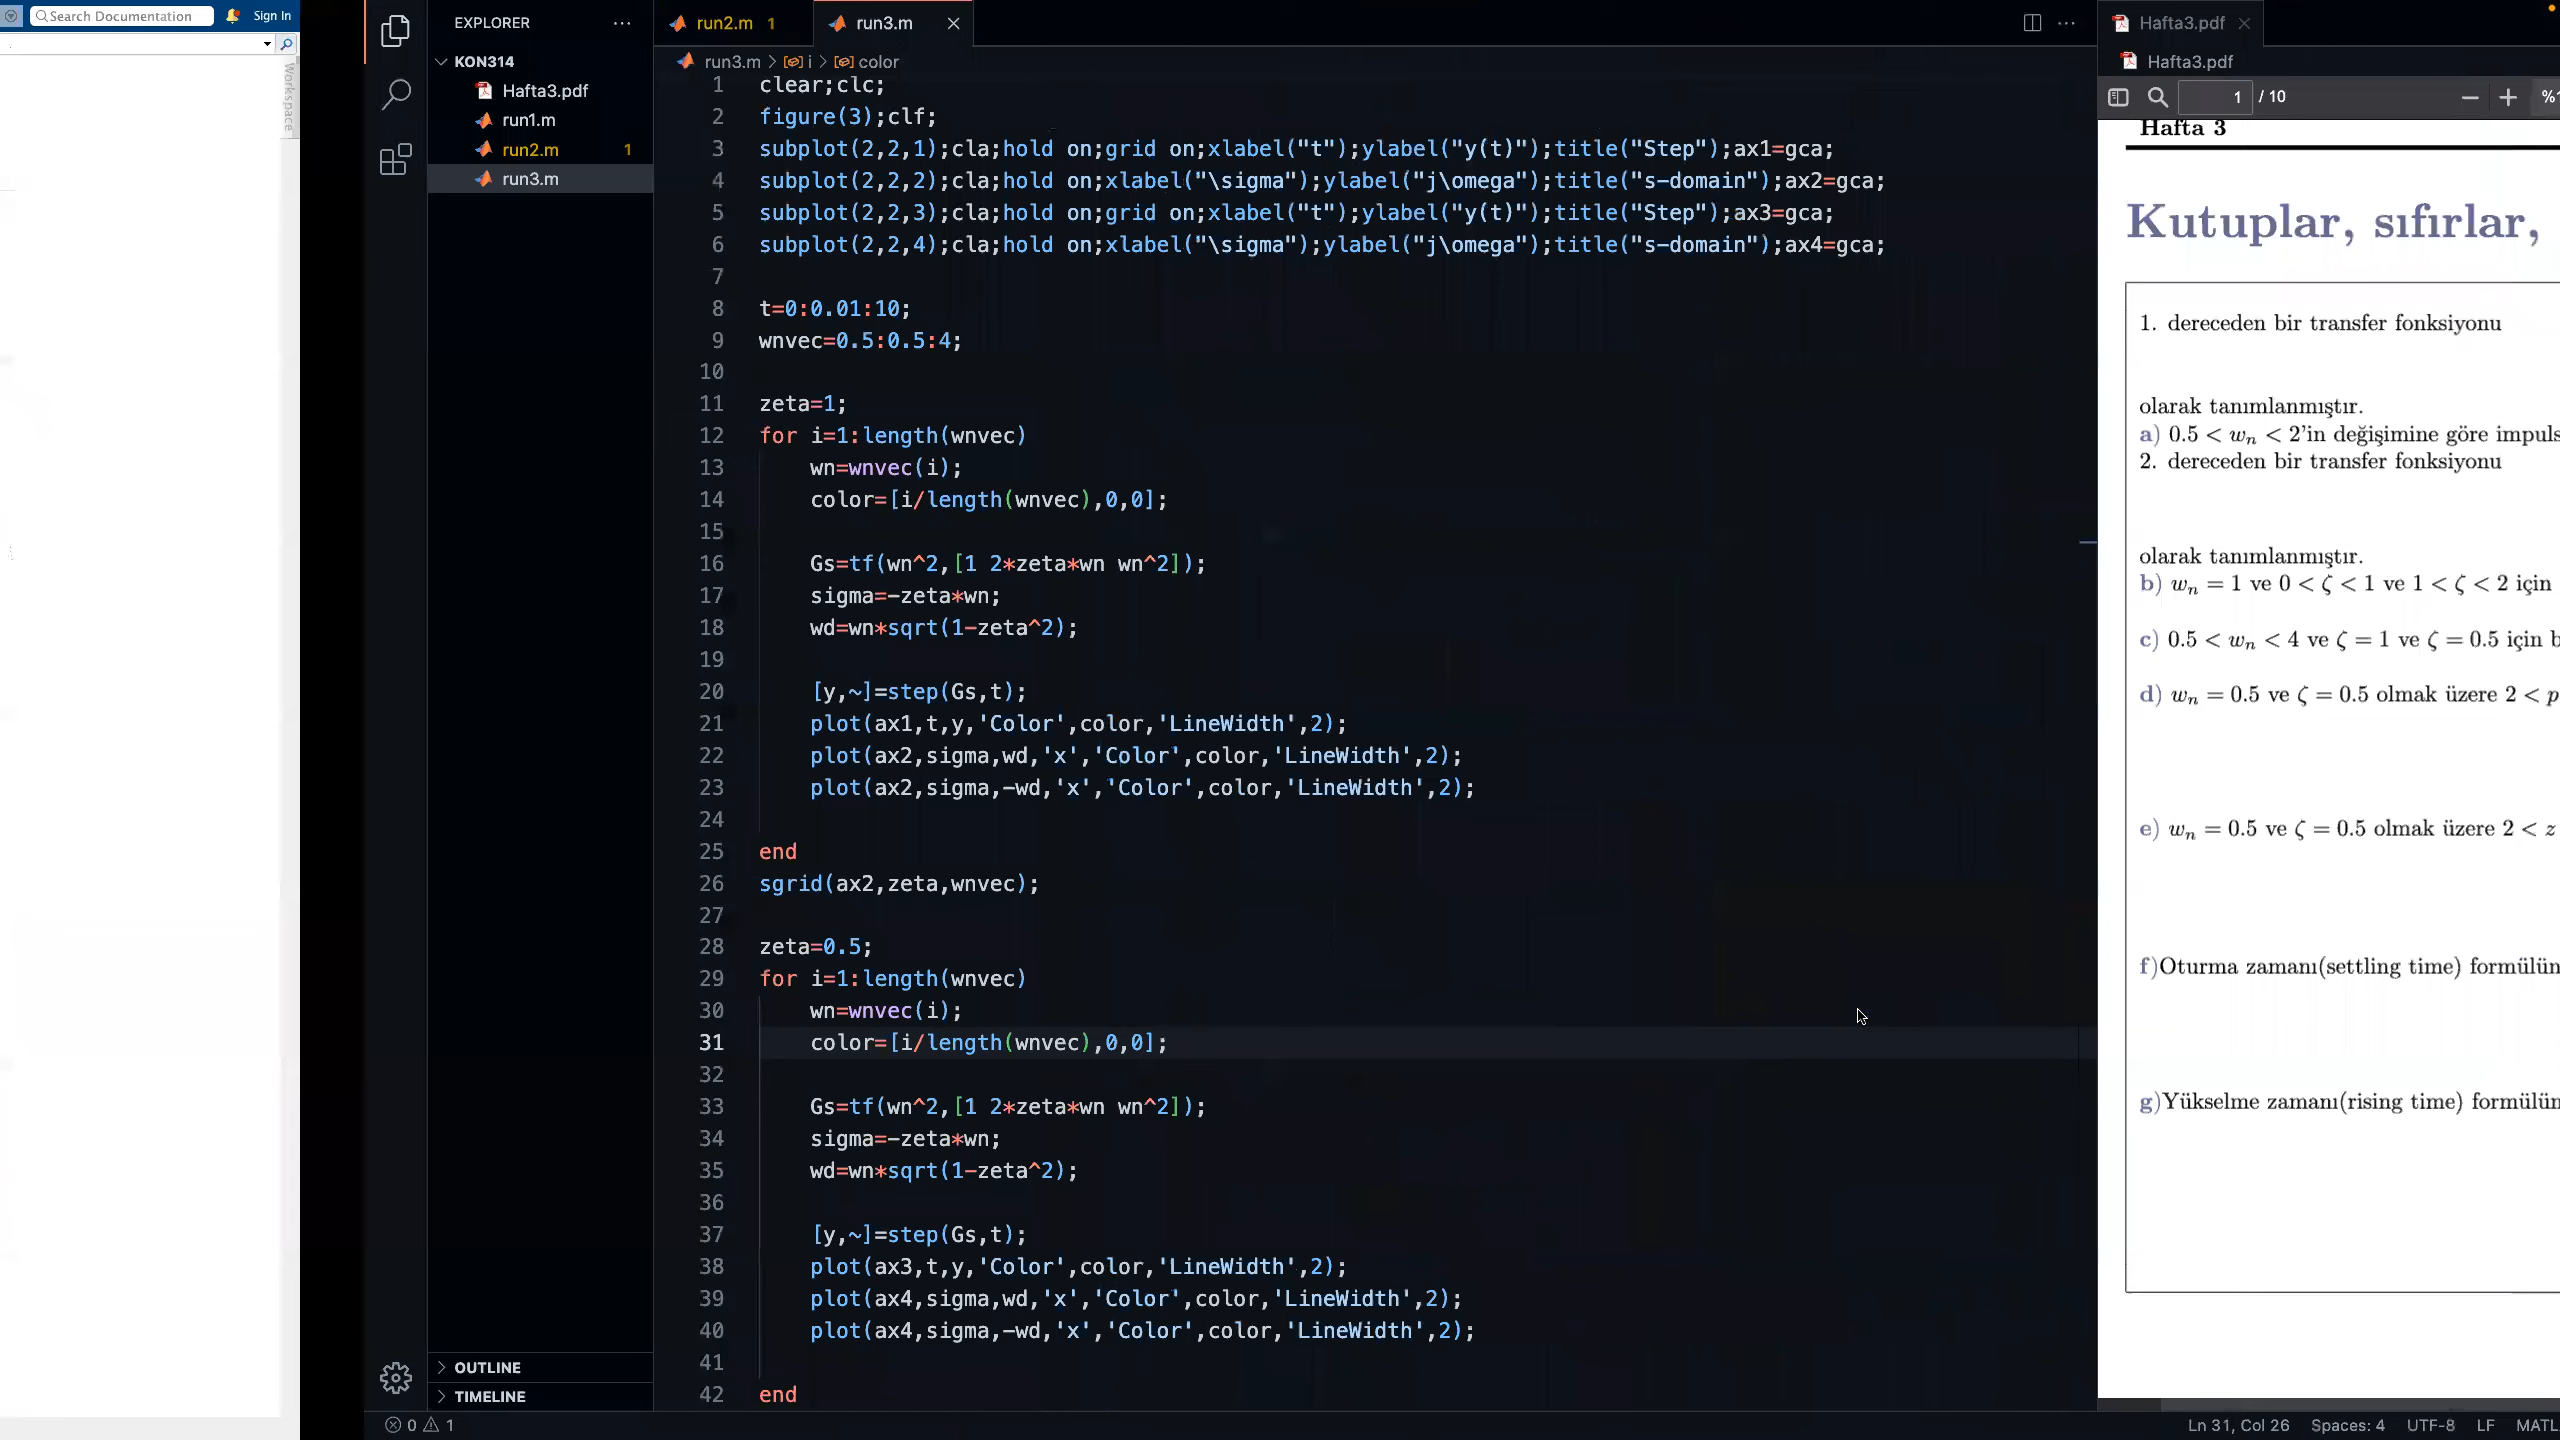 Search Documentation
Sign In
Workspace
EXPLORER
KON314
Hafta3.pdf
run1.m
run2.m 1
run3.m
OUTLINE
TIMELINE
0 1
run2.m 1
run3.m
run3.m > i > color
1 clear;clc;
2 figure(3);clf;
3 subplot(2,2,1);cla;hold on;grid on;xlabel("t");ylabel("y(t)");title("Step");ax1=gca;
4 subplot(2,2,2);cla;hold on;xlabel("\sigma");ylabel("j\omega");title("s-domain");ax2=gca;
5 subplot(2,2,3);cla;hold on;grid on;xlabel("t");ylabel("y(t)");title("Step");ax3=gca;
6 subplot(2,2,4);cla;hold on;xlabel("\sigma");ylabel("j\omega");title("s-domain");ax4=gca;
7
8 t=0:0.01:10;
9 wnvec=0.5:0.5:4;
10
11 zeta=1;
12 for i=1:length(wnvec)
13 wn=wnvec(i);
14 color=[i/length(wnvec),0,0];
15
16 Gs=tf(wn^2,[1 2*zeta*wn wn^2]);
17 sigma=-zeta*wn;
18 wd=wn*sqrt(1-zeta^2);
19
20 [y,~]=step(Gs,t);
21 plot(ax1,t,y,'Color',color,'LineWidth',2);
22 plot(ax2,sigma,wd,'x','Color',color,'LineWidth',2);
23 plot(ax2,sigma,-wd,'x','Color',color,'LineWidth',2);
24
25 end
26 sgrid(ax2,zeta,wnvec);
27
28 zeta=0.5;
29 for i=1:length(wnvec)
30 wn=wnvec(i);
31 color=[i/length(wnvec),0,0];
32
33 Gs=tf(wn^2,[1 2*zeta*wn wn^2]);
34 sigma=-zeta*wn;
35 wd=wn*sqrt(1-zeta^2);
36
37 [y,~]=step(Gs,t);
38 plot(ax3,t,y,'Color',color,'LineWidth',2);
39 plot(ax4,sigma,wd,'x','Color',color,'LineWidth',2);
40 plot(ax4,sigma,-wd,'x','Color',color,'LineWidth',2);
41
42 end
Hafta3.pdf
Hafta3.pdf
1 / 10
Hafta 3
Kutuplar, sıfırlar,
1. dereceden bir transfer fonksiyonu
olarak tanımlanmıştır.
a) 0.5 < wₙ < 2'in değişimine göre impuls
2. dereceden bir transfer fonksiyonu
olarak tanımlanmıştır.
b) wₙ = 1 ve 0 < ζ < 1 ve 1 < ζ < 2 için
c) 0.5 < wₙ < 4 ve ζ = 1 ve ζ = 0.5 için b
d) wₙ = 0.5 ve ζ = 0.5 olmak üzere 2 < p
e) wₙ = 0.5 ve ζ = 0.5 olmak üzere 2 < z
f)Oturma zamanı(settling time) formülün
g)Yükselme zamanı(rising time) formülün
Ln 31, Col 26 Spaces: 4 UTF-8 LF MATL